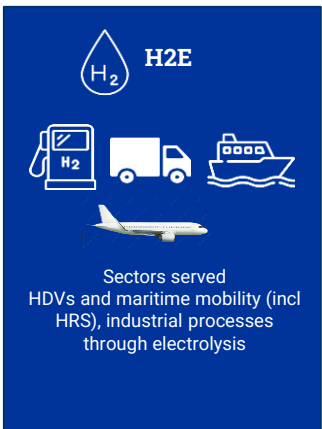 H2
H2E
H2
Sectors served
HDVs and maritime mobility (incl
HRS), industrial processes
through electrolysis